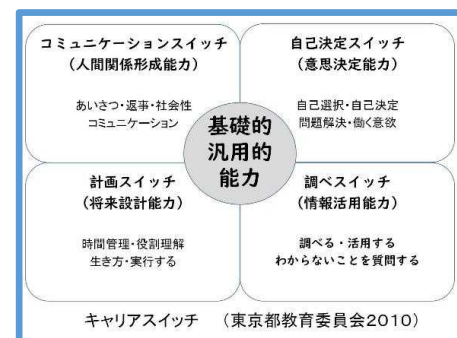 コミュニケーションスイッチ
(人間関係形成能力)
あいさつ・返事・社会性
コミュニケーション
自己決定スイッチ
(意思決定能力)
自己選択・自己決定
問題解決・働く意欲
基礎的
汎用的
能力
計画スイッチ
(将来設計能力)
時間管理・役割理解
生き方・実行する
調べスイッチ
(情報活用能力)
調べる・活用する
わからないことを質問する
キャリアスイッチ (東京都教育委員会2010)